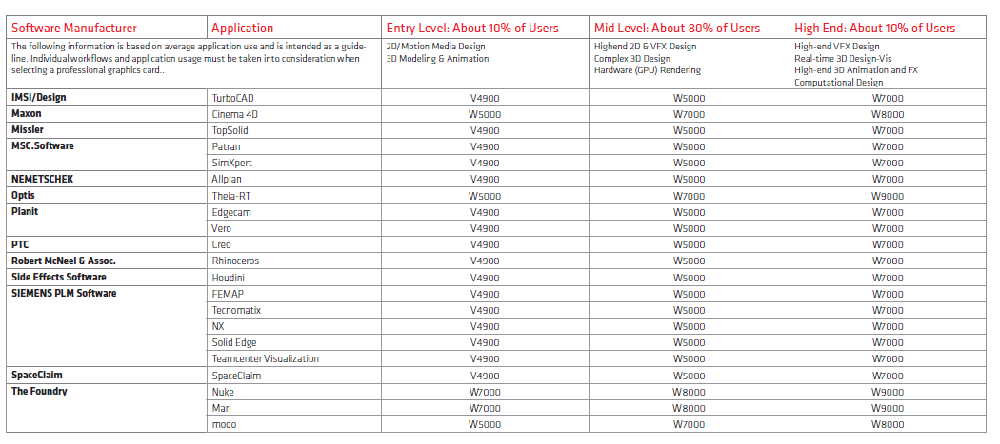 Software Manufacturer Application Entry Level: About 10% of Users Mid Level: About 80% of Users High End: About 10% of Users
The following information is based on average application use and is intended as a guide-
line. Individual workflows and application usage must be taken into consideration when
selecting a professional graphics card..
2D/Motion Media Design
3D Modeling & Animation
Highend 2D & VFX Design
Complex 3D Design
Hardware (GPU) Rendering
High-end VFX Design
Real-time 3D Design-Vis
High-end 3D Animation and FX
Computational Design
IMSI/Design TurboCAD V4900 W5000 W7000
Maxon Cinema 4D W5000 W7000 W8000
Missler TopSolid V4900 W5000 W7000
MSC.Software Patran V4900 W5000 W7000
SimXpert V4900 W5000 W7000
NEMETSCHEK Allplan V4900 W5000 W7000
Optis Theia-RT W5000 W7000 W9000
Planit Edgecam V4900 W5000 W7000
Vero V4900 W5000 W7000
PTC Creo V4900 W5000 W7000
Robert McNeel & Assoc. Rhinoceros V4900 W5000 W7000
Side Effects Software Houdini V4900 W5000 W7000
SIEMENS PLM Software FEMAP V4900 W5000 W7000
Tecnomatix V4900 W5000 W7000
NX V4900 W5000 W7000
Solid Edge V4900 W5000 W7000
Teamcenter Visualization V4900 W5000 W7000
SpaceClaim SpaceClaim V4900 W5000 W7000
The Foundry Nuke W7000 W8000 W9000
Mari W7000 W8000 W9000
modo W5000 W7000 W8000